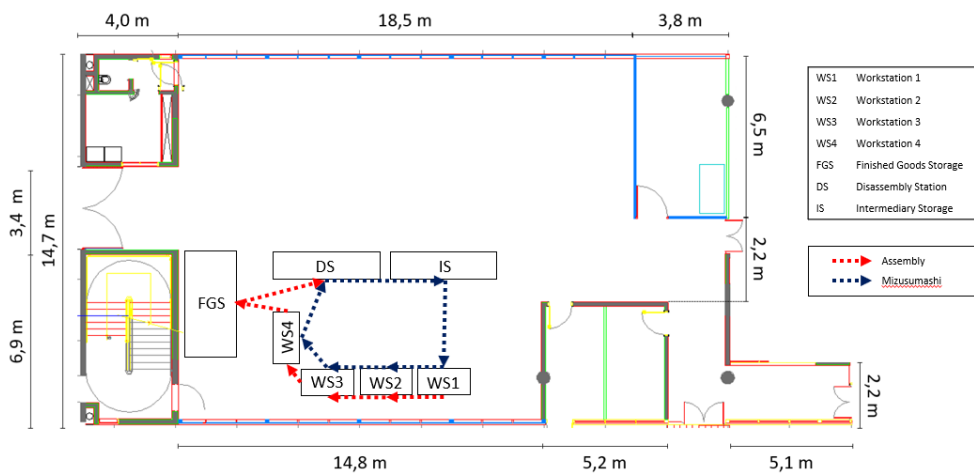 4,0 m
18,5 m
3,8 m
WS1 Workstation 1
WS2 Workstation 2
WS3 Workstation 3
WS4 Workstation 4
FGS Finished Goods Storage
DS Disassembly Station
IS Intermediary Storage
6,5 m
3,4 m
14,7 m
2,2 m
Assembly
Mizusumashi
DS
IS
FGS
WS4
6,9 m
WS3
WS2
WS1
2,2 m
14,8 m
5,2 m
5,1 m